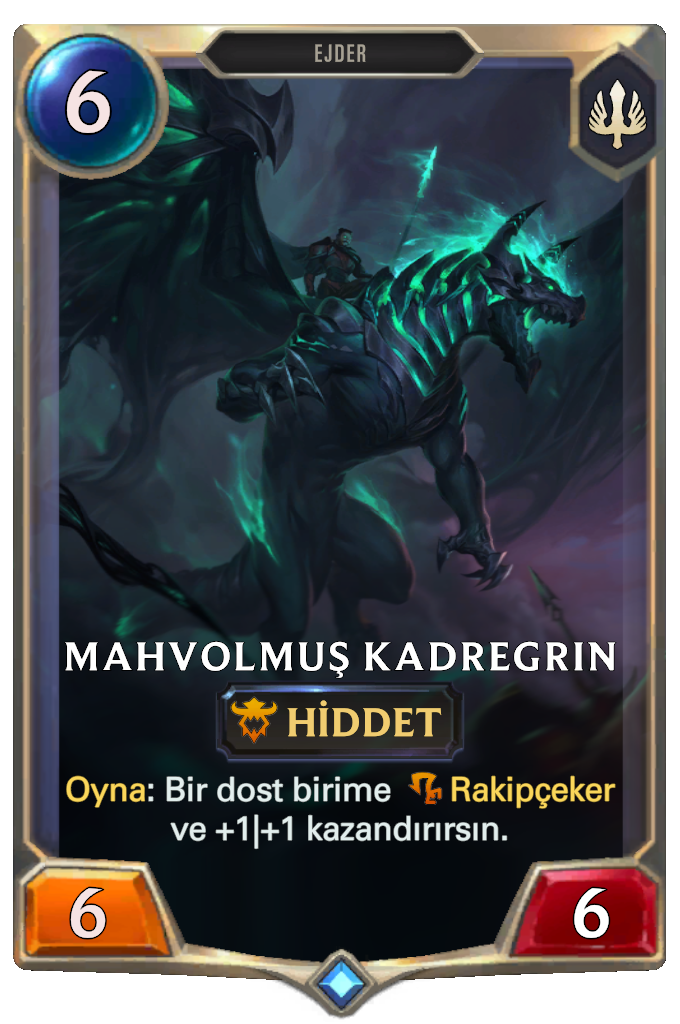 6
EJDER
MAHVOLMUŞ KADREGRIN
HİDDET
Oyna: Bir dost birime Rakipçeker
ve +1|+1 kazandırırsın.
6
6